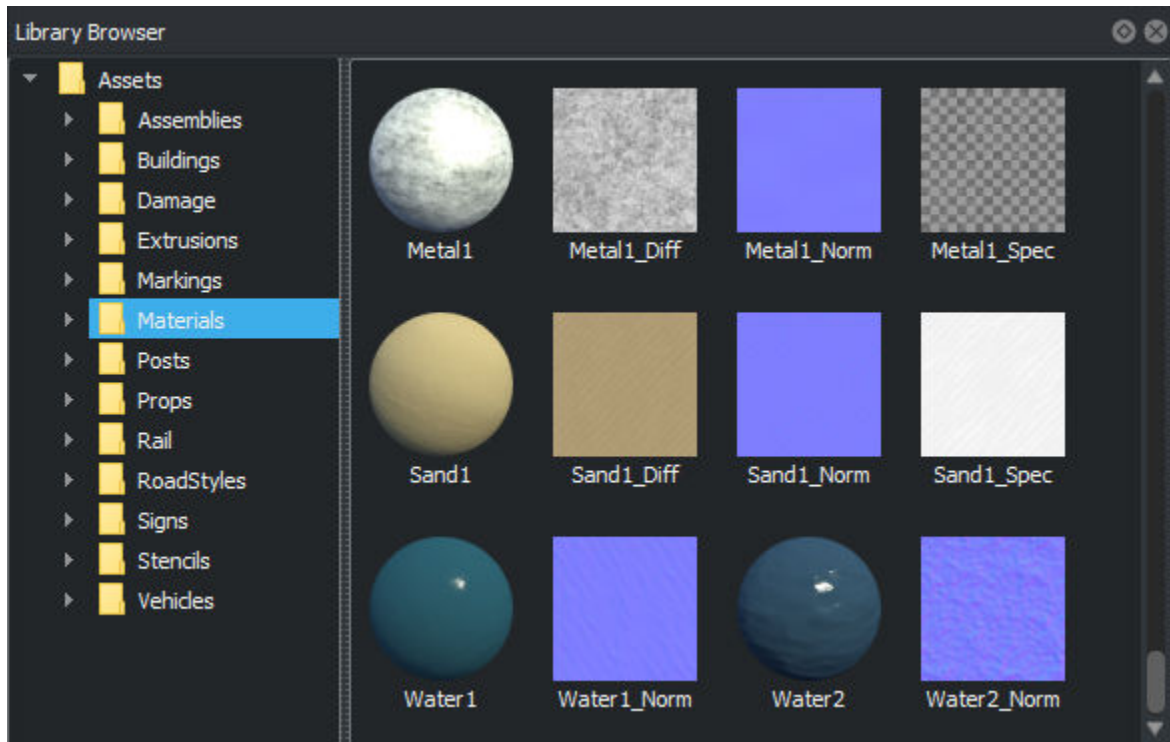 Library Browser
Assets
Assemblies
Buildings
Damage
Extrusions
Markings
Materials
Posts
Props
Rail
RoadStyles
Signs
Stencils
Vehicles
Metal1 Metal1_Diff Metal1_Norm Metal1_Spec
Sand1 Sand1_Diff Sand1_Norm Sand1_Spec
Water1 Water1_Norm Water2 Water2_Norm